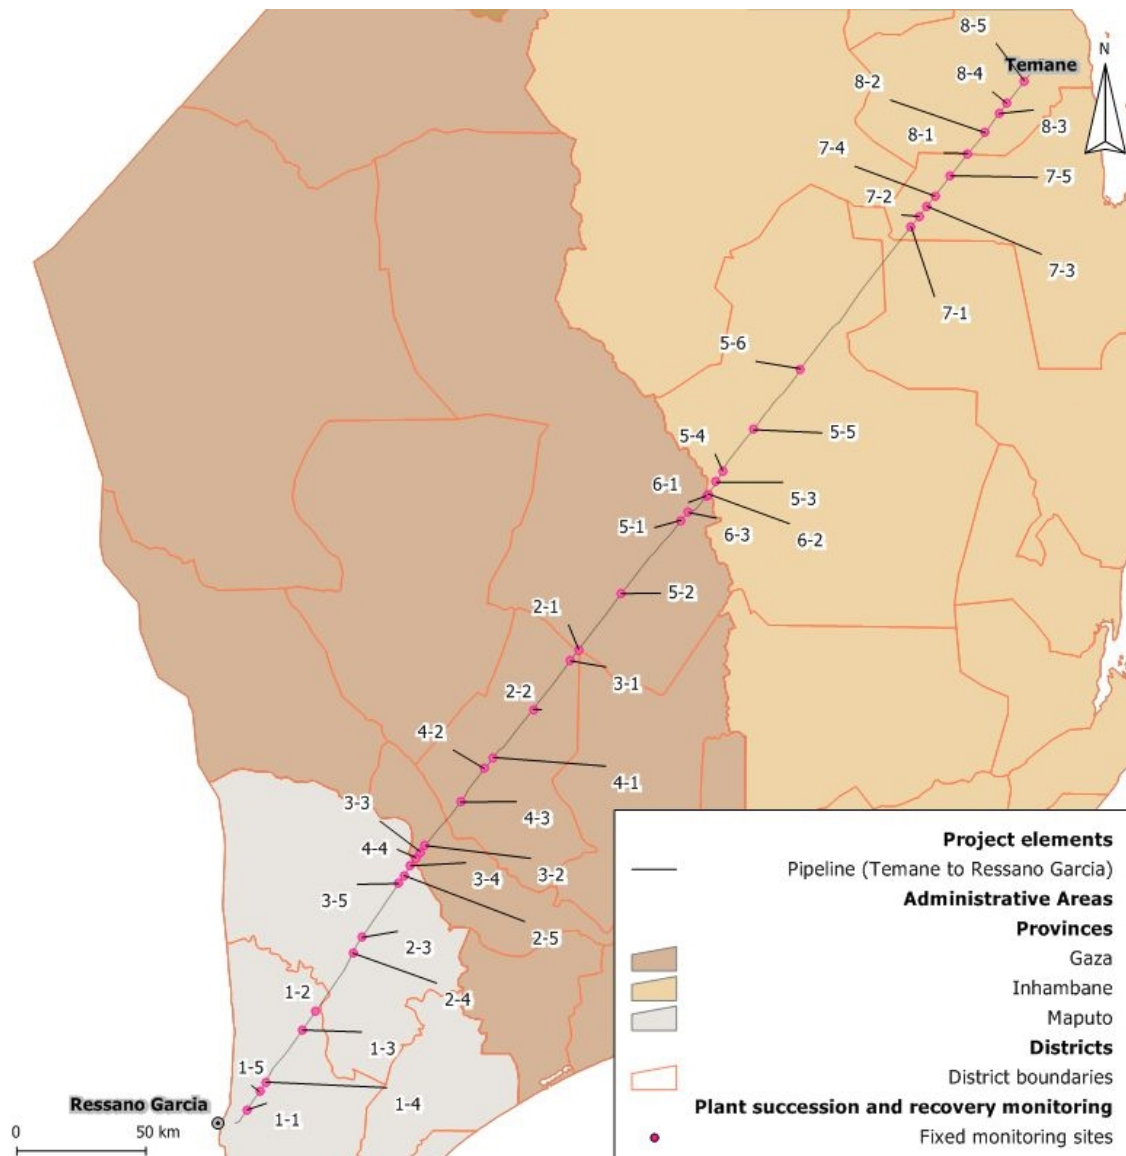 8-5
N
Temane
8-4
8-2
8-3
8-1
7-4
7-5
7-2
7-3
7-1
5-6
5-5
5-4
6-1
5-3
5-1
6-3
6-2
5-2
2-1
3-1
2-2
4-2
4-1
3-3
4-3
4-4
3-4
3-2
3-5
2-5
2-3
2-4
1-2
1-3
1-5
Ressano Garcia
1-4
1-1
0
50 km
Project elements
Pipeline (Temane to Ressano Garcia)
Administrative Areas
Provinces
Gaza
Inhambane
Maputo
Districts
District boundaries
Plant succession and recovery monitoring
Fixed monitoring sites